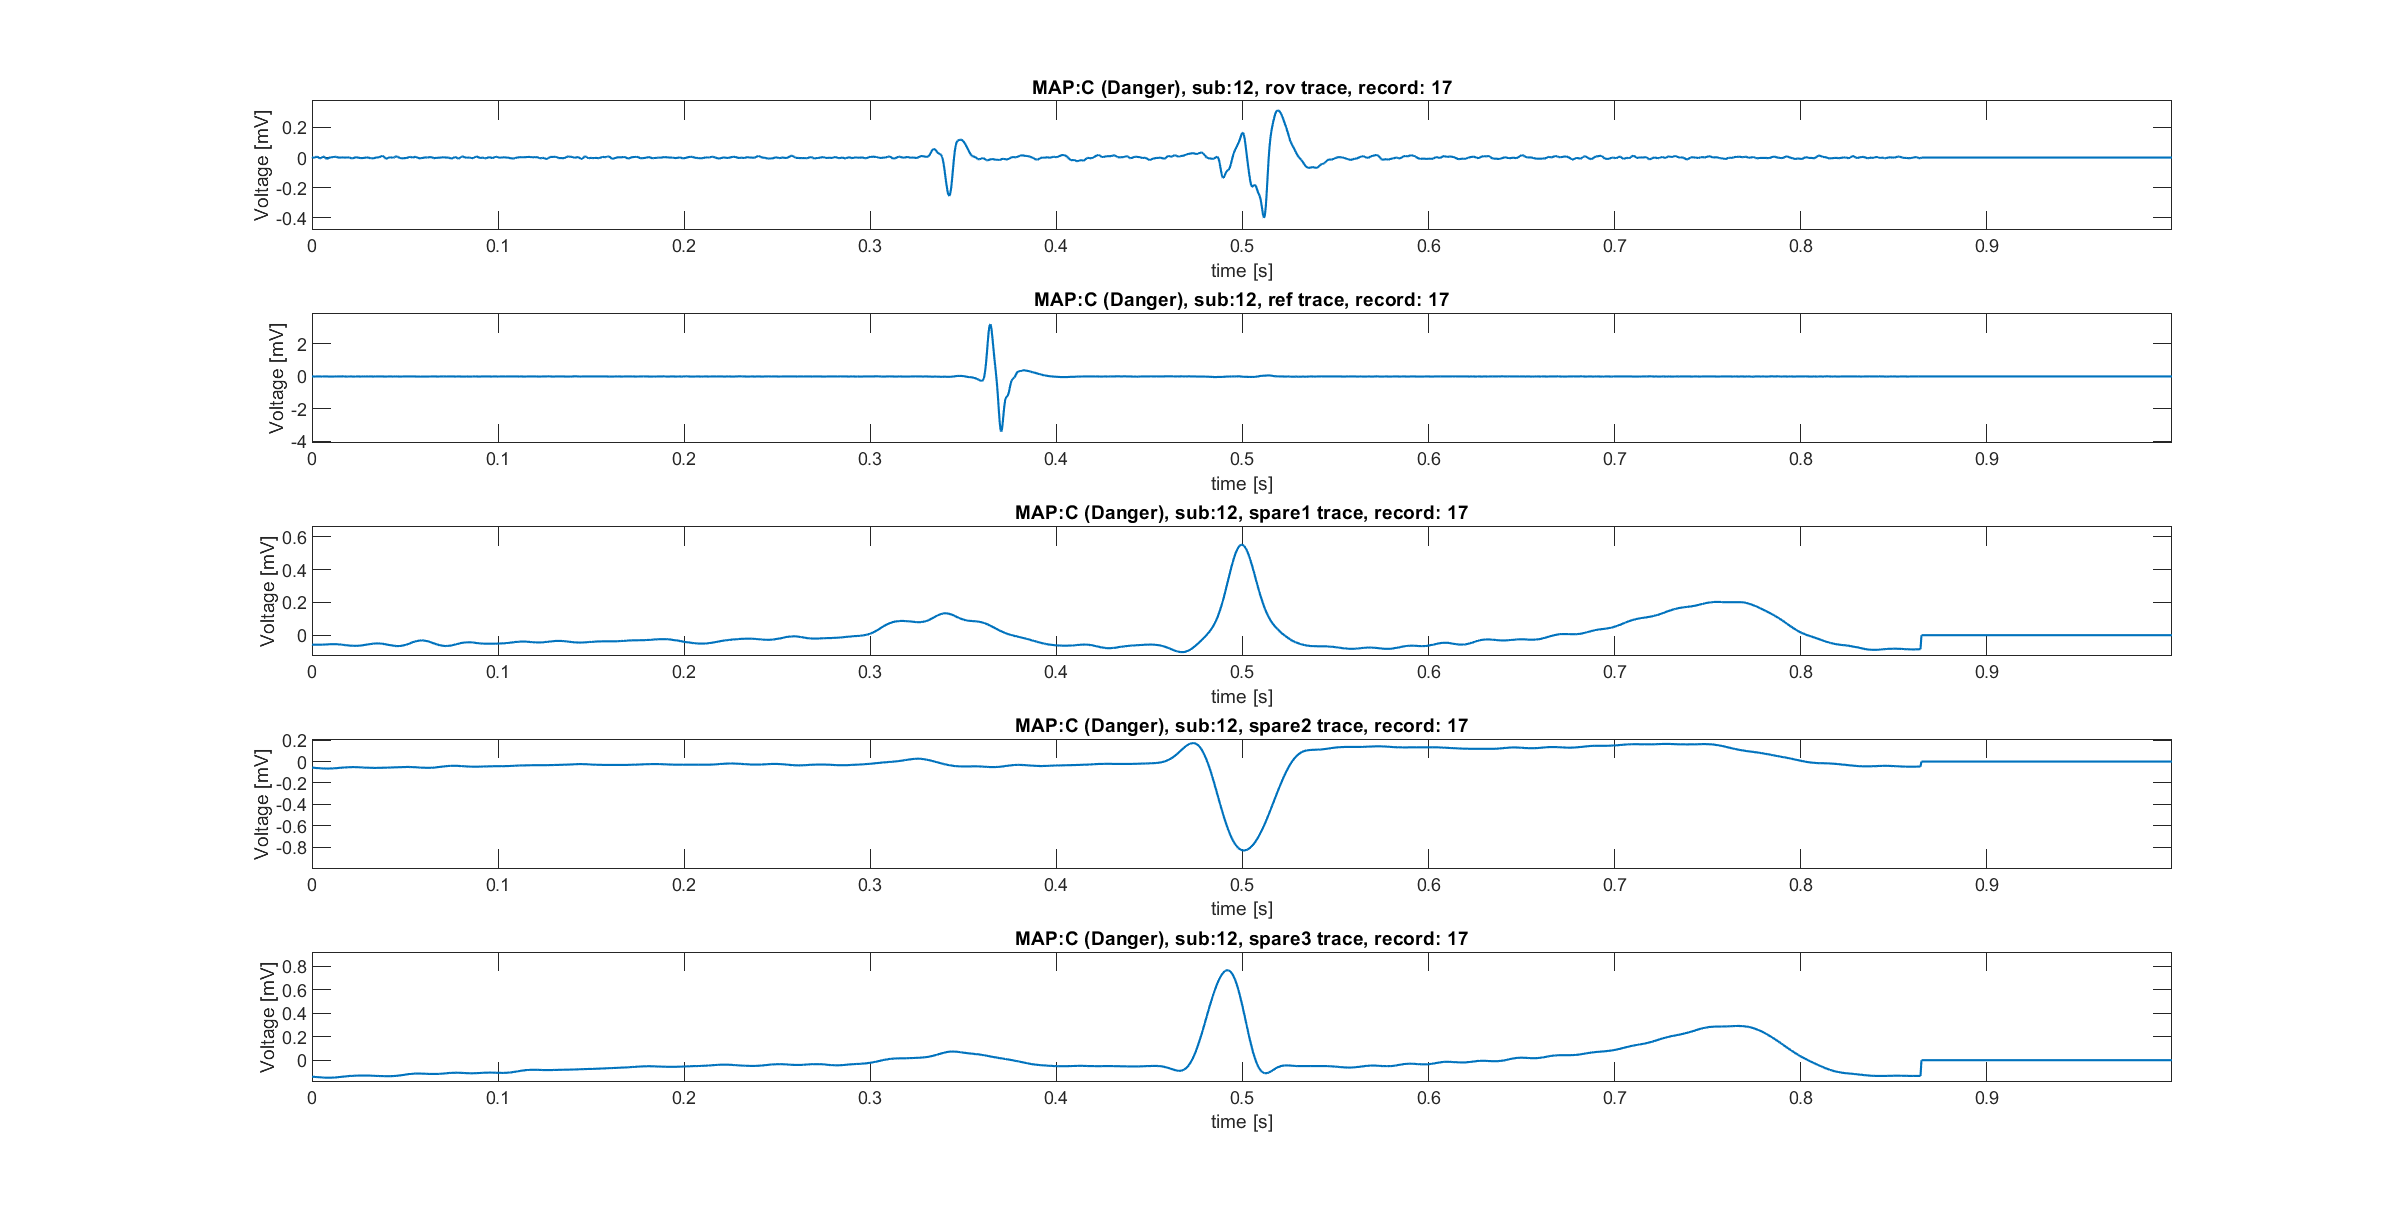 MAP:C (Danger), sub:12, rov trace, record: 17
Voltage [mV]
0.2
0
-0.2
-0.4
0 0.1 0.2 0.3 0.4 0.5 0.6 0.7 0.8 0.9
time [s]
MAP:C (Danger), sub:12, ref trace, record: 17
Voltage [mV]
2
0
-2
-4
0 0.1 0.2 0.3 0.4 0.5 0.6 0.7 0.8 0.9
time [s]
MAP:C (Danger), sub:12, spare1 trace, record: 17
Voltage [mV]
0.6
0.4
0.2
0
0 0.1 0.2 0.3 0.4 0.5 0.6 0.7 0.8 0.9
time [s]
MAP:C (Danger), sub:12, spare2 trace, record: 17
Voltage [mV]
0.2
0
-0.2
-0.4
-0.6
-0.8
0 0.1 0.2 0.3 0.4 0.5 0.6 0.7 0.8 0.9
time [s]
MAP:C (Danger), sub:12, spare3 trace, record: 17
Voltage [mV]
0.8
0.6
0.4
0.2
0
0 0.1 0.2 0.3 0.4 0.5 0.6 0.7 0.8 0.9
time [s]